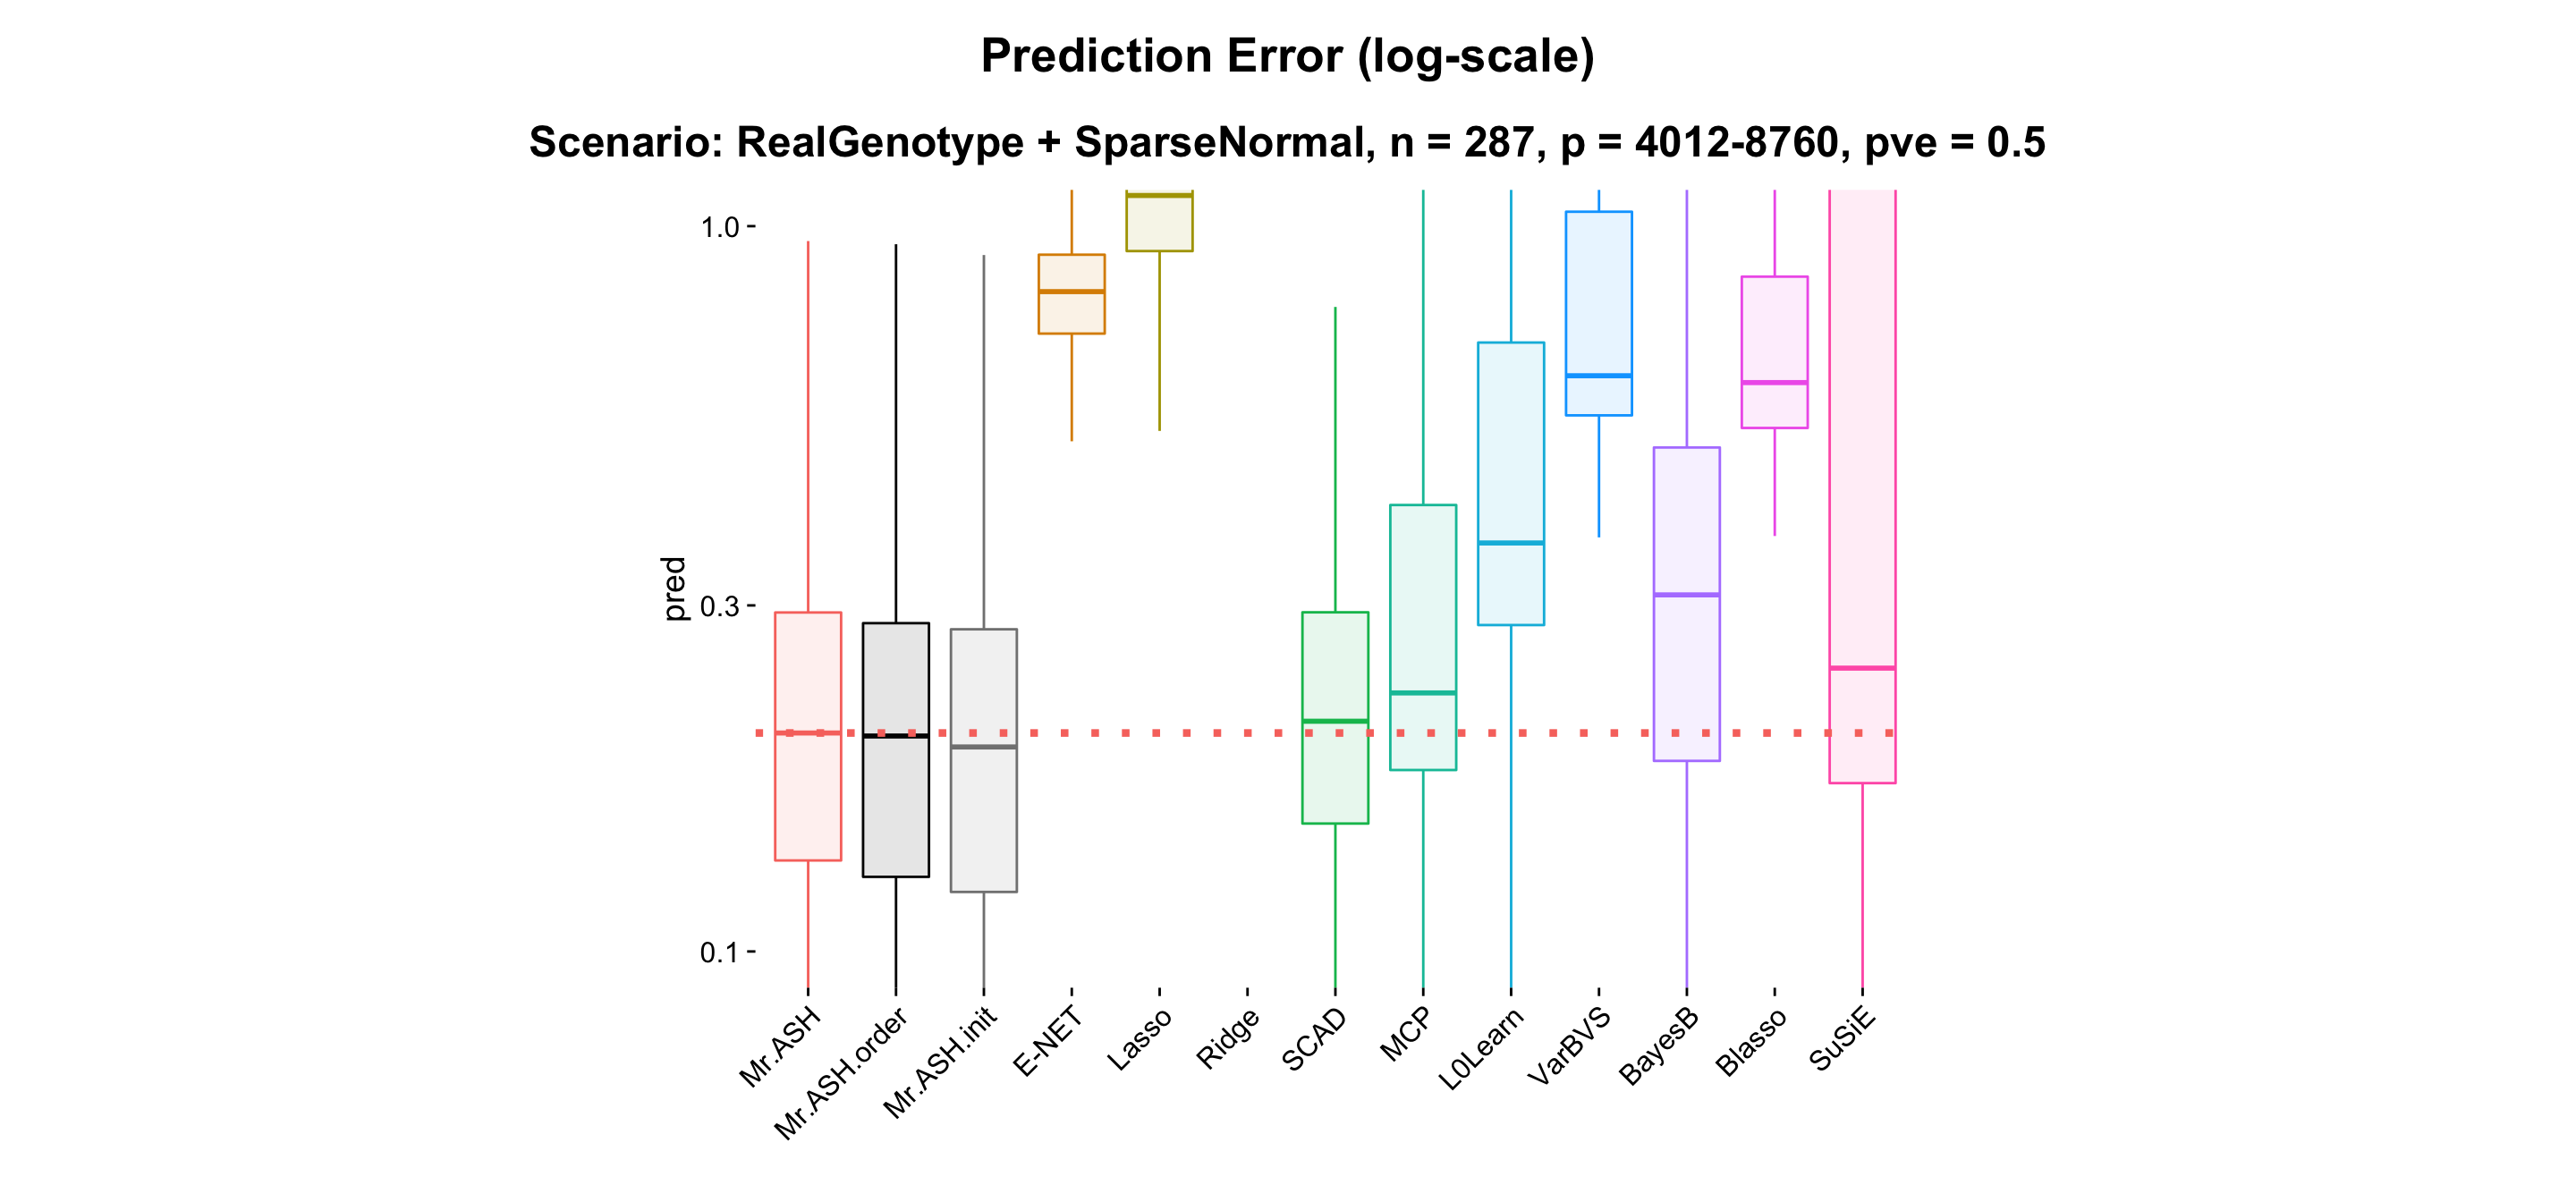 Prediction Error (log-scale)
Scenario: RealGenotype + SparseNormal, n = 287, p = 4012-8760, pve = 0.5
pred
1.0
0.3
0.1
Mr.ASH
Mr.ASH.order
Mr.ASH.init
E-NET
Lasso
Ridge
SCAD
MCP
L0Learn
VarBVS
BayesB
Blasso
SuSiE